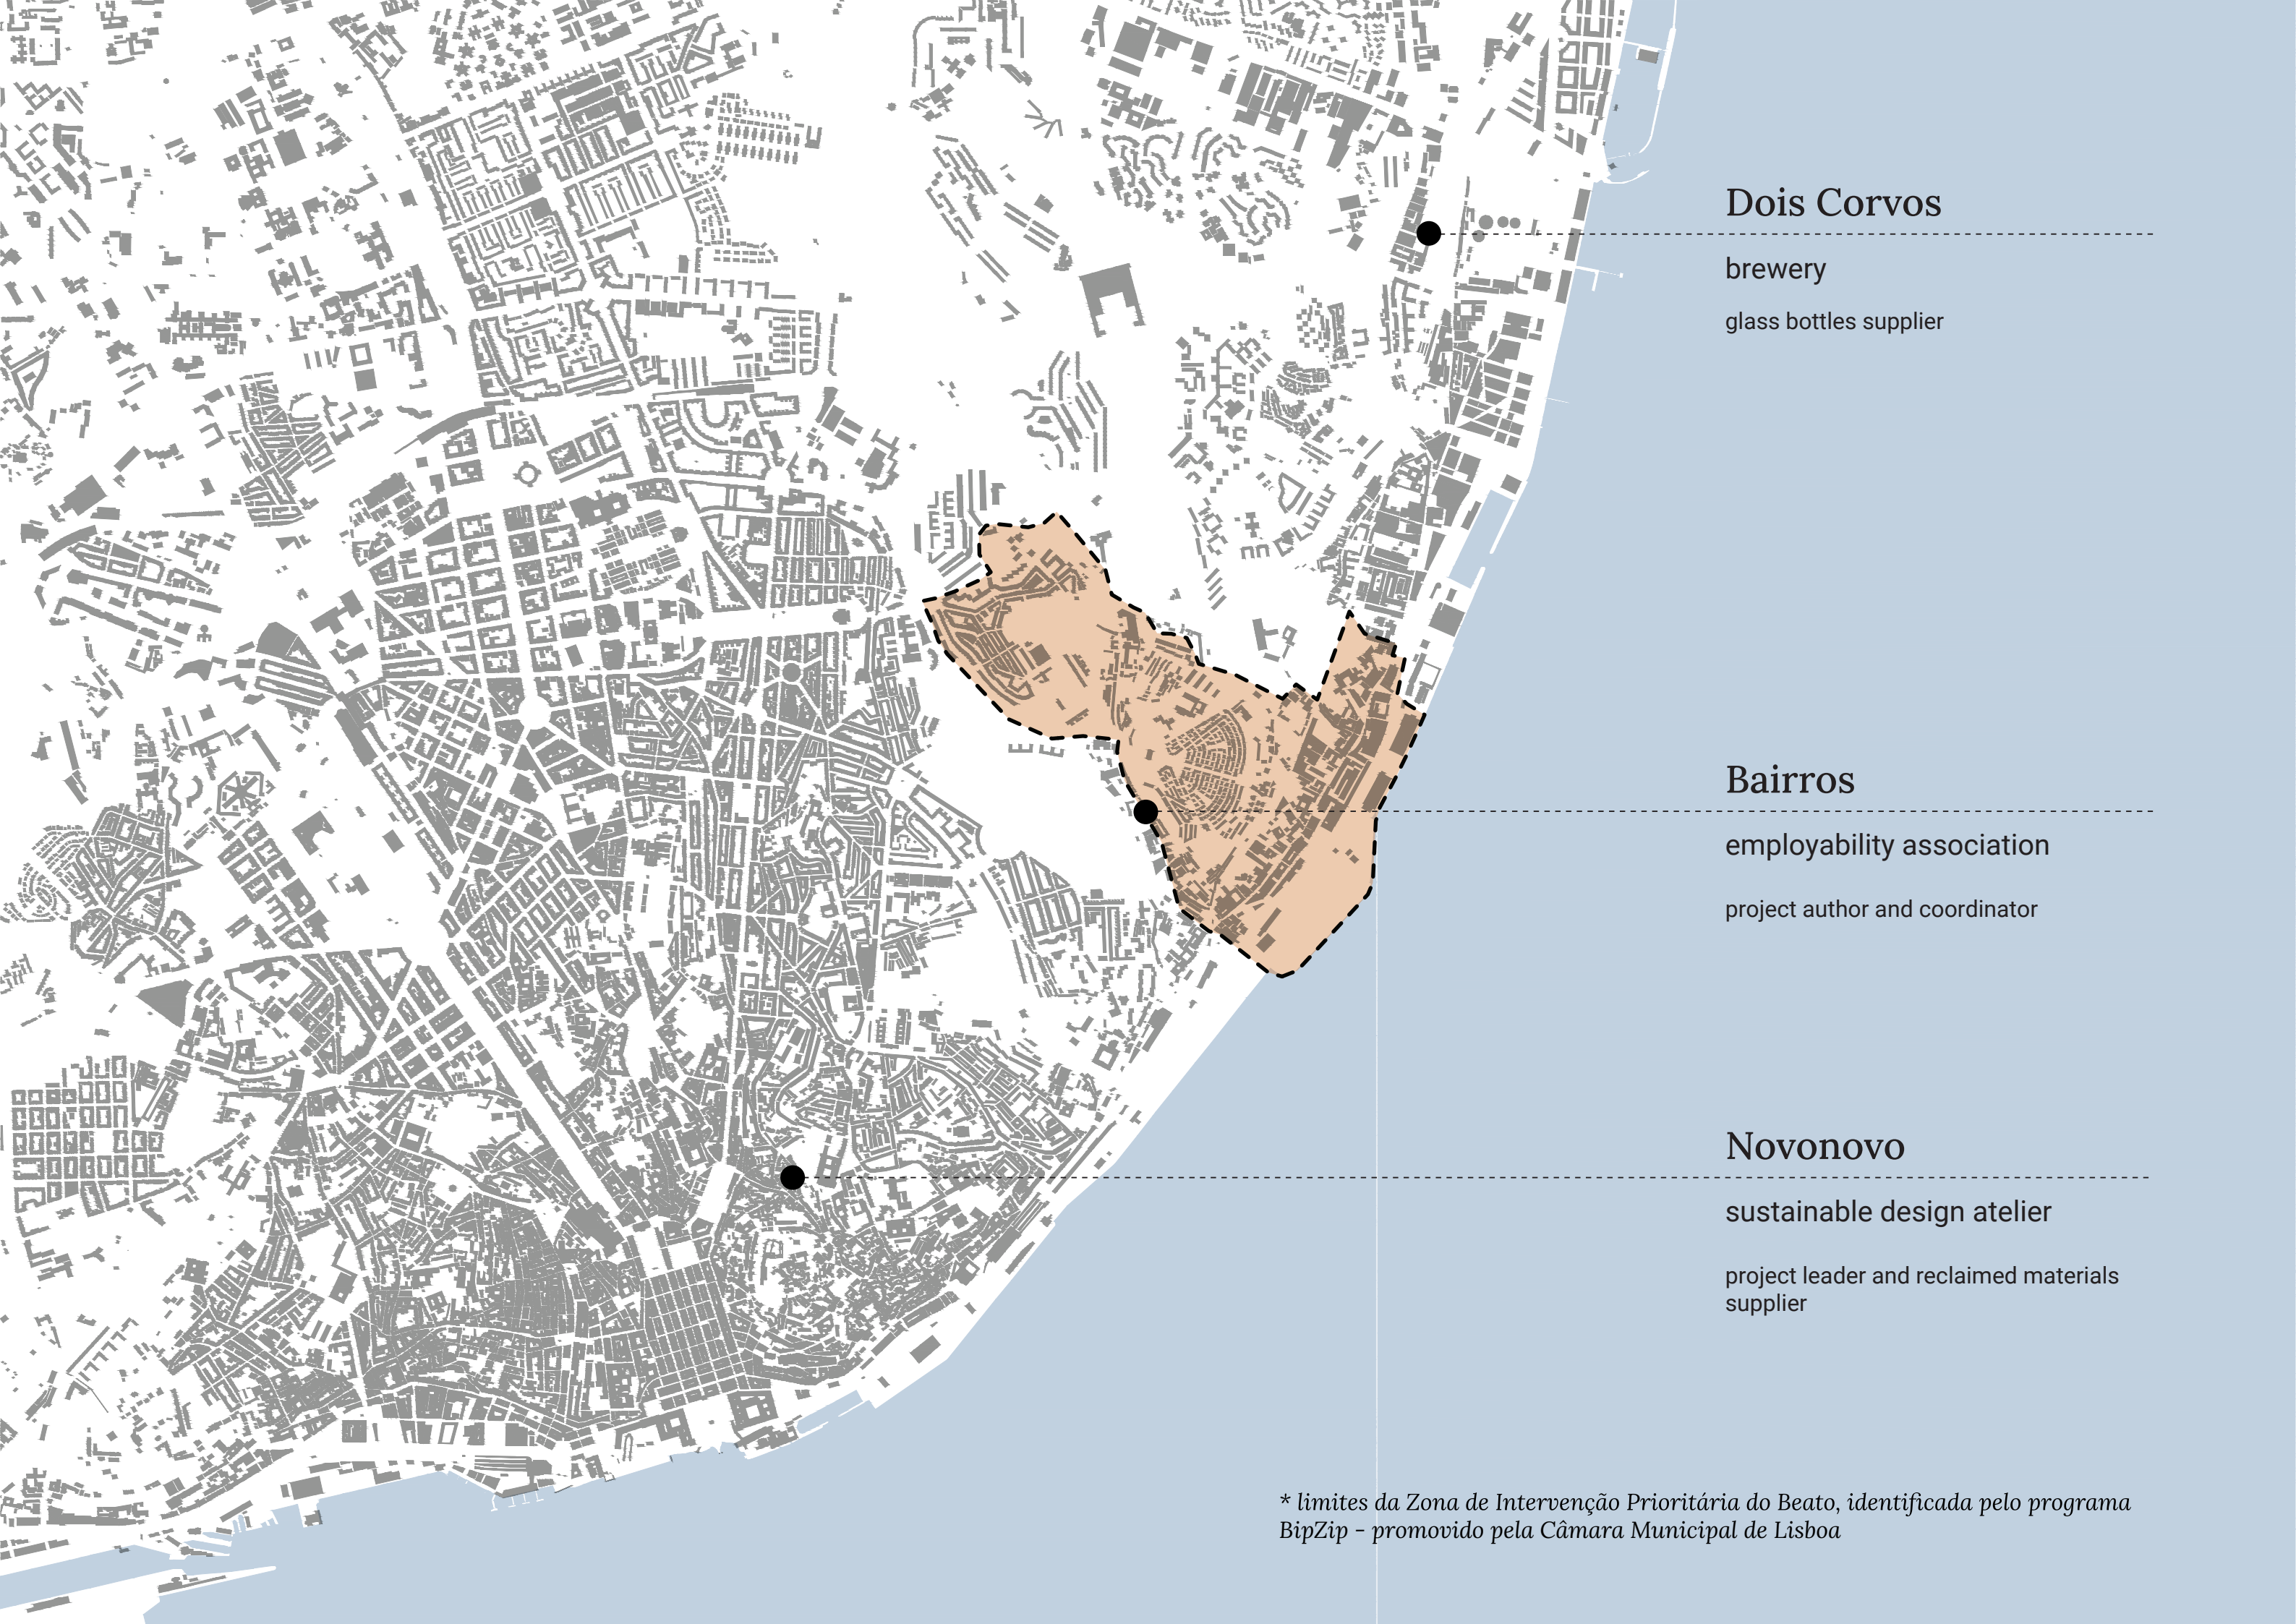 Dois Corvos
brewery
glass bottles supplier
Bairros
employability association
project author and coordinator
Novonovo
sustainable design atelier
project leader and reclaimed materials
supplier
* limites da Zona de Intervenção Prioritária do Beato, identificada pelo programa
BipZip - promovido pela Câmara Municipal de Lisboa